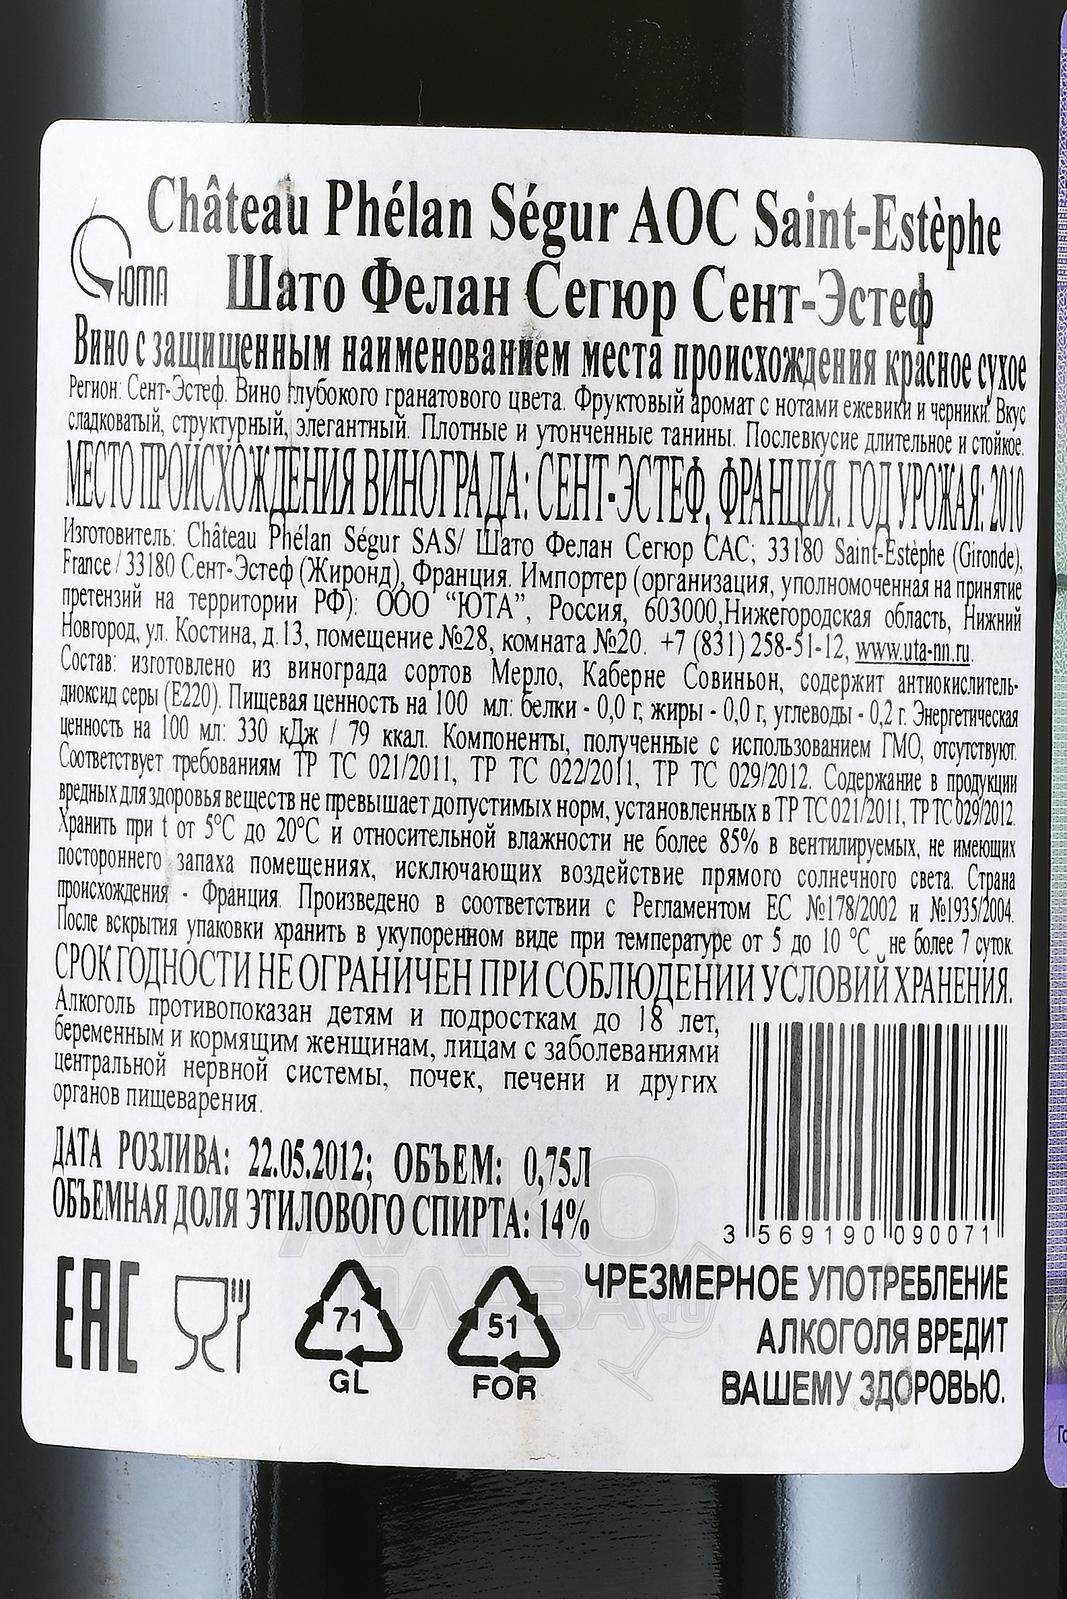 Château Phélan Ségur AOC Saint-Estèphe
ЮТА
Шато Фелан Сегюр Сент-Эстеф
Вино с защищенным наименованием места происхождения красное сухое
Регион: Сент-Эстеф. Вино глубокого гранатового цвета. Фруктовый аромат с нотами ежевики и черники. Вкус
сладковатый, структурный, элегантный. Плотные и утонченные танины. Послевкусие длительное и стойкое.
МЕСТО ПРОИСХОЖДЕНИЯ ВИНОГРАДА: СЕНТ-ЭСТЕФ, ФРАНЦИЯ. ГОД УРОЖАЯ: 2010
Изготовитель: Château Phélan Ségur SAS/ Шато Фелан Сегюр САС; 33180 Saint-Estèphe (Gironde),
France / 33180 Сент-Эстеф (Жиронд), Франция. Импортер (организация, уполномоченная на принятие
претензий на территории РФ): ООО “ЮТА”, Россия, 603000,Нижегородская область, Нижний
Новгород, ул. Костина, д.13, помещение №28, комната №20. +7 (831) 258-51-12, www.uta-nn.ru.
Состав: изготовлено из винограда сортов Мерло, Каберне Совиньон, содержит антиокислитель-
диоксид серы (Е220). Пищевая ценность на 100 мл: белки - 0,0 г, жиры - 0,0 г, углеводы - 0,2 г. Энергетическая
ценность на 100 мл: 330 кДж / 79 ккал. Компоненты, полученные с использованием ГМО, отсутствуют.
Соответствует требованиям ТР ТС 021/2011, ТР ТС 022/2011, ТР ТС 029/2012. Содержание в продукции
вредных для здоровья веществ не превышает допустимых норм, установленных в ТР ТС 021/2011, ТР ТС 029/2012.
Хранить при t от 5°С до 20°С и относительной влажности не более 85% в вентилируемых, не имеющих
постороннего запаха помещениях, исключающих воздействие прямого солнечного света. Страна
происхождения - Франция. Произведено в соответствии с Регламентом ЕС №178/2002 и №1935/2004.
После вскрытия упаковки хранить в укупоренном виде при температуре от 5 до 10 °С , не более 7 суток.
СРОК ГОДНОСТИ НЕ ОГРАНИЧЕН ПРИ СОБЛЮДЕНИИ УСЛОВИЙ ХРАНЕНИЯ.
Алкоголь противопоказан детям и подросткам до 18 лет,
беременным и кормящим женщинам, лицам с заболеваниями
центральной нервной системы, почек, печени и других
органов пищеварения.
ДАТА РОЗЛИВА: 22.05.2012; ОБЪЕМ: 0,75Л
ОБЪЕМНАЯ ДОЛЯ ЭТИЛОВОГО СПИРТА: 14%
3 569190 090071
АЛКО
ПЛАВА.ru
EAC
71
GL
51
FOR
ЧРЕЗМЕРНОЕ УПОТРЕБЛЕНИЕ
АЛКОГОЛЯ ВРЕДИТ
ВАШЕМУ ЗДОРОВЬЮ.